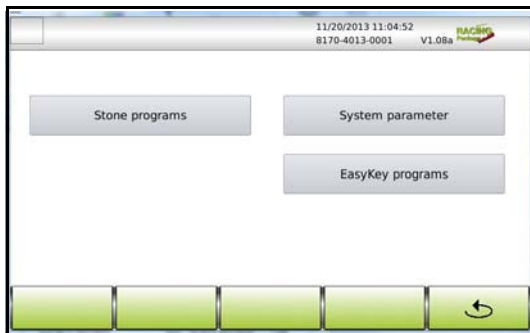 11/20/2013 11:04:52
8170-4013-0001 V1.08a
RACING
Stone programs
System parameter
EasyKey programs